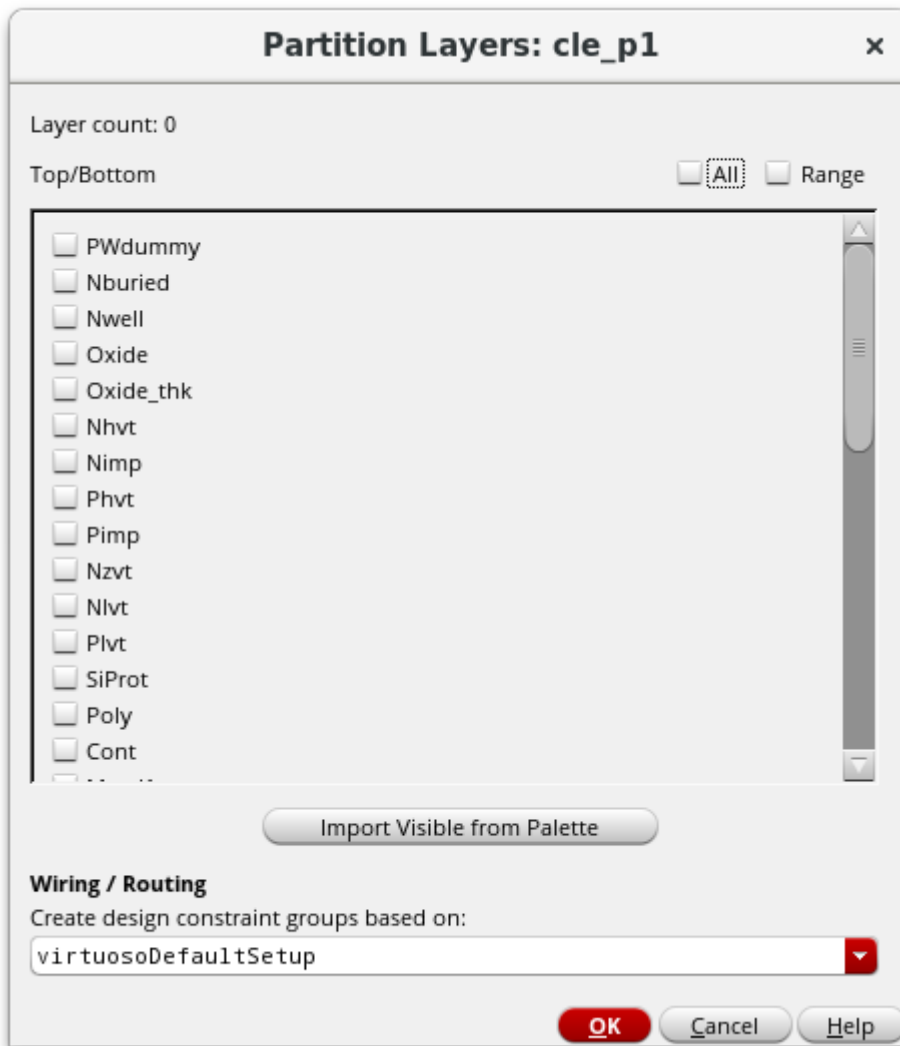 Partition Layers: cle_p1
Layer count: 0
Top/Bottom All Range
PWdummy
Nburied
Nwell
Oxide
Oxide_thk
Nhvt
Nimp
Phvt
Pimp
Nzvt
Nlvt
Plvt
SiProt
Poly
Cont
Import Visible from Palette
Wiring / Routing
Create design constraint groups based on:
virtuosoDefaultSetup
OK Cancel Help